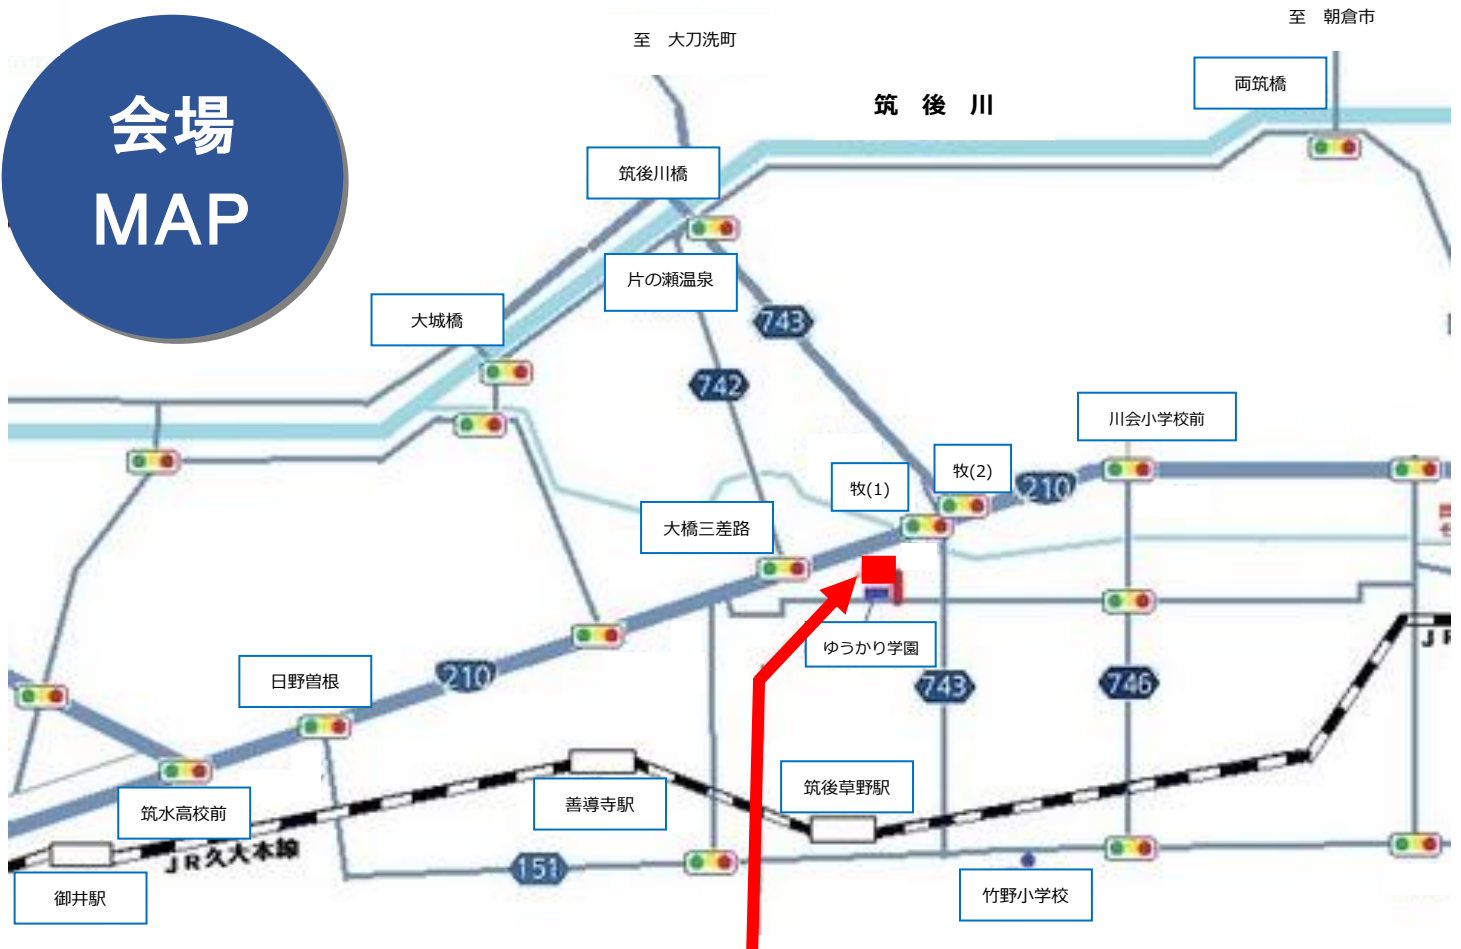 至　朝倉市
至　大刀洗町
両筑橋
筑　後　川
会場
MAP
筑後川橋
片の瀬温泉
大城橋
743
742
川会小学校前
牧(2)
牧(1)
210
大橋三差路
ゆうかり学園
日野曽根
210
743
746
筑後草野駅
善導寺駅
筑水高校前
JR久大本線
151
御井駅
竹野小学校